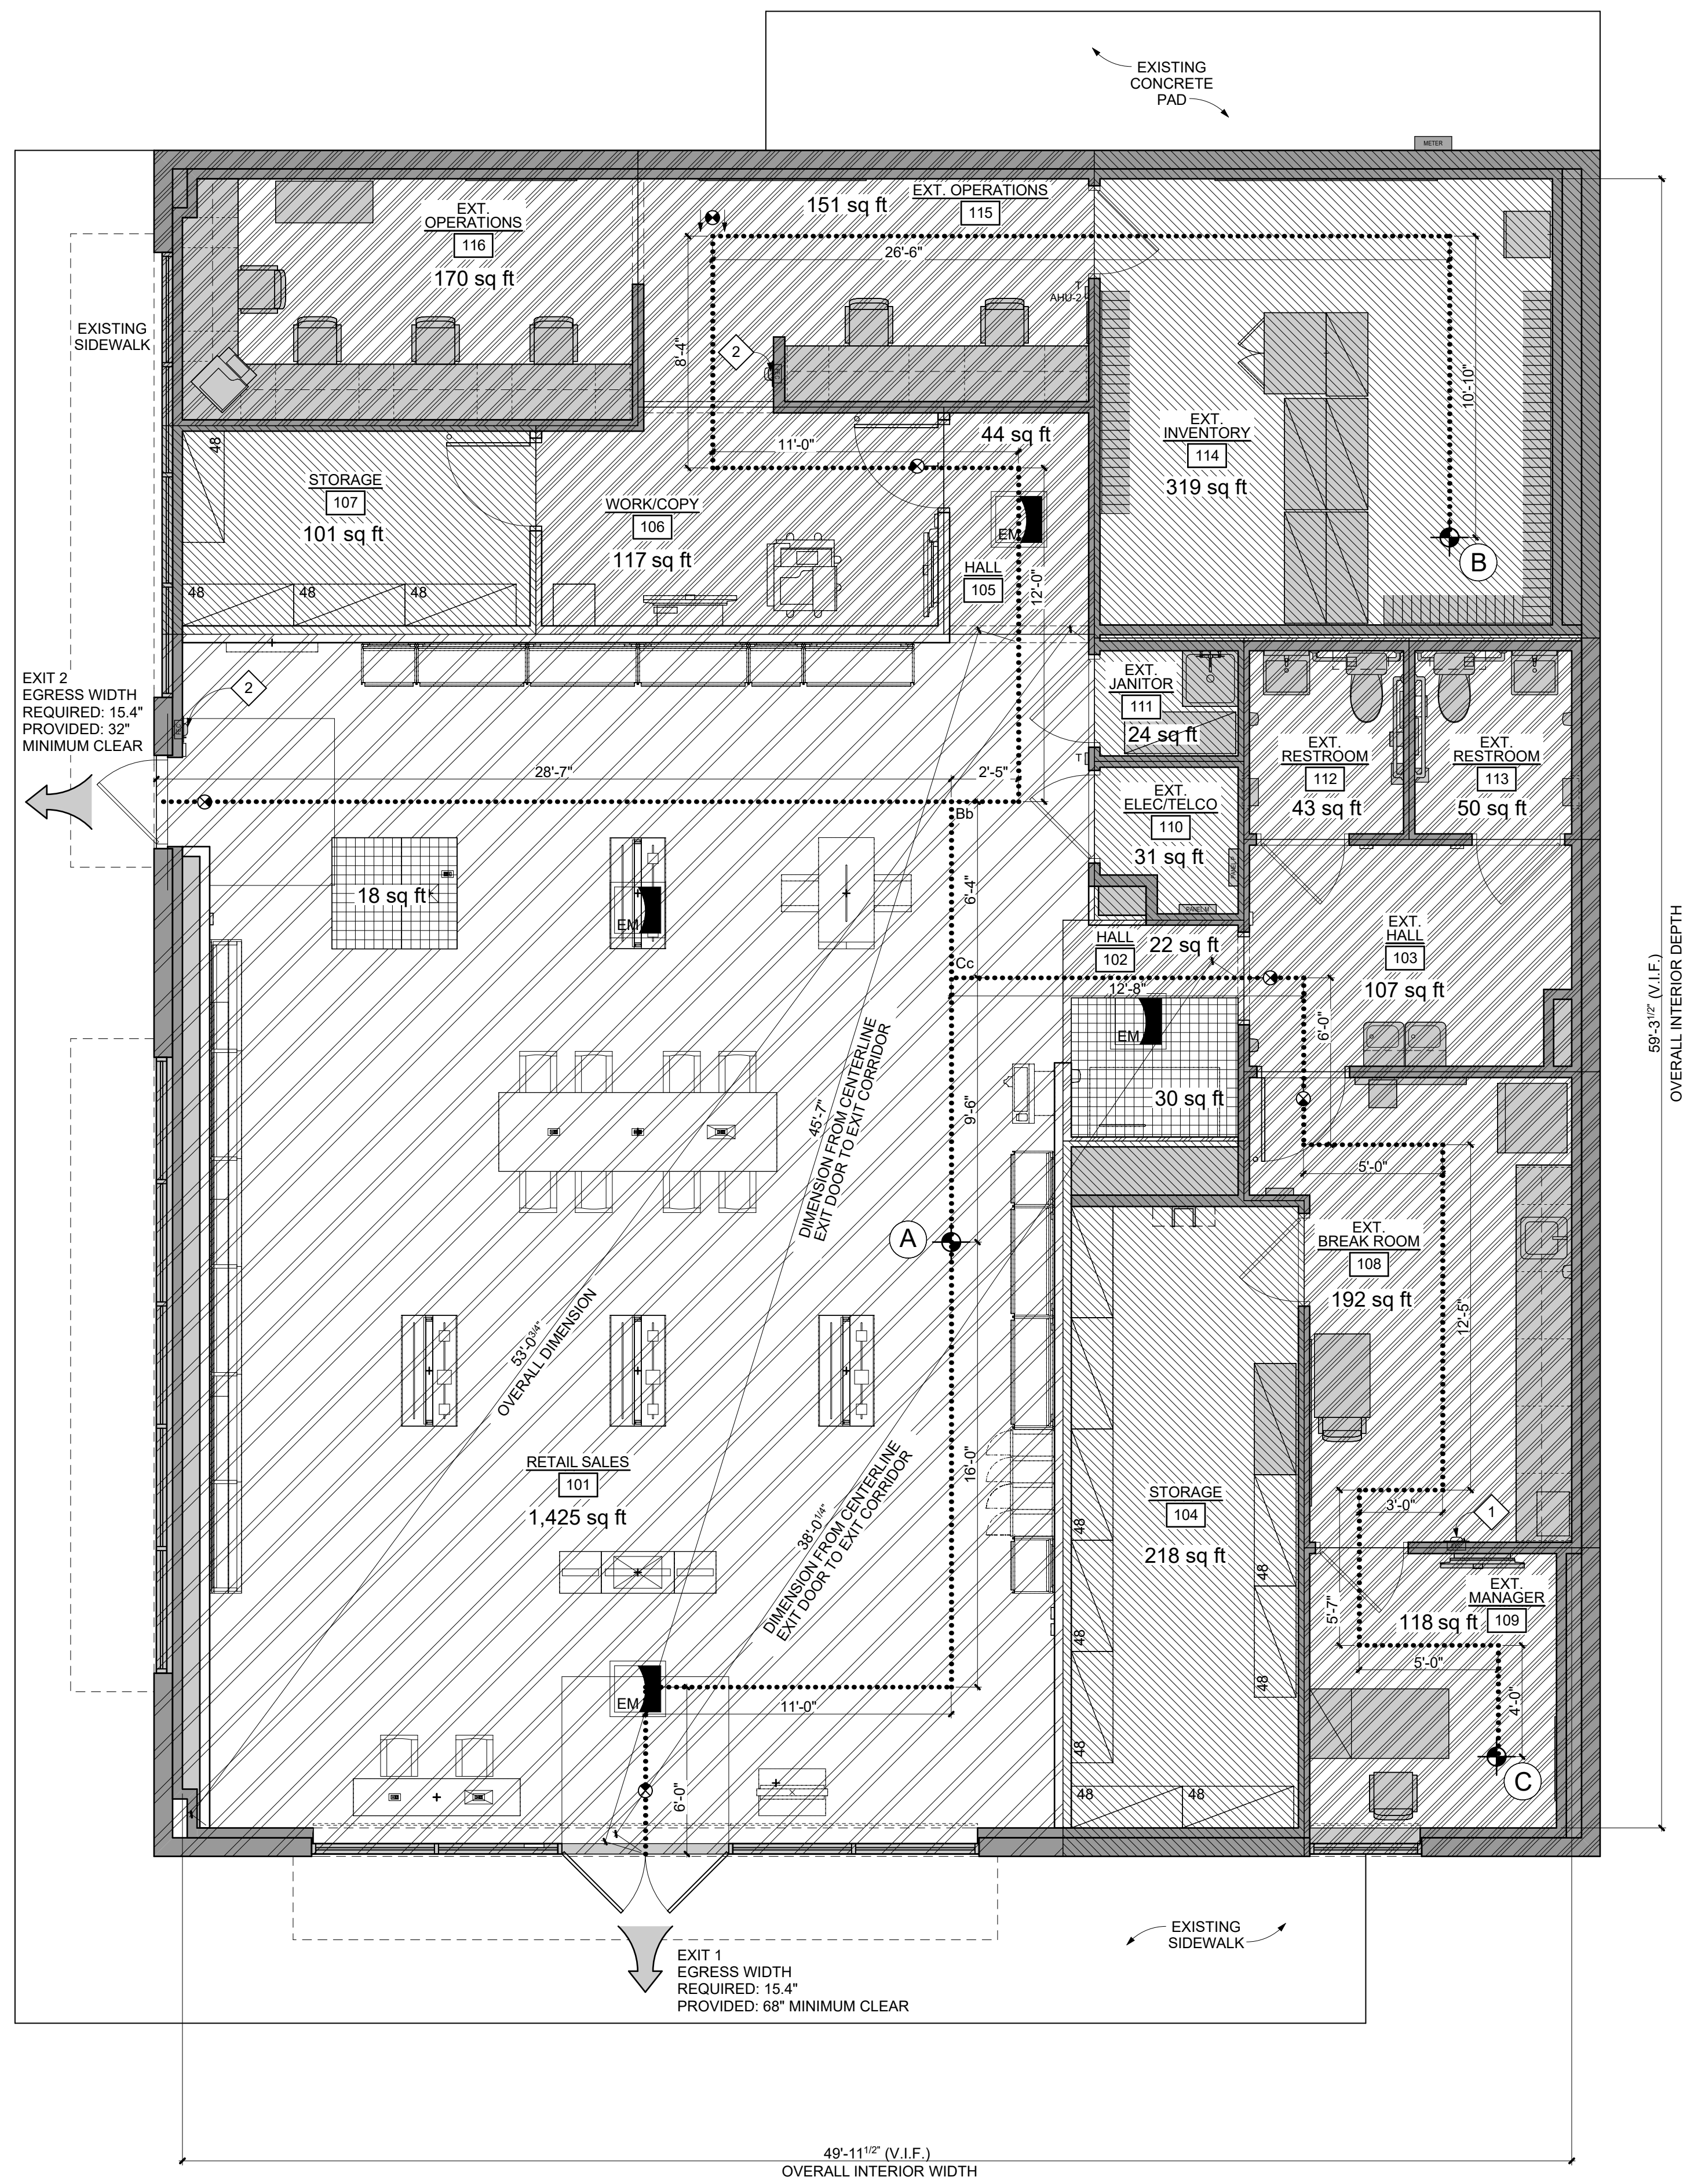 EXISTING
CONCRETE
PAD
METER
EXT. OPERATIONS
115
151 sq ft
EXT.
OPERATIONS
116
170 sq ft
26'-6"
T
AHU-2
EXISTING
SIDEWALK
2
8'-4"
10'-10"
EXT.
INVENTORY
114
319 sq ft
B
11'-0"
44 sq ft
48
STORAGE
107
101 sq ft
WORK/COPY
106
117 sq ft
EM
HALL
105
12'-0"
48
48
48
EXIT 2
EGRESS WIDTH
REQUIRED: 15.4"
PROVIDED: 32"
MINIMUM CLEAR
2
EXT.
JANITOR
111
24 sq ft
T
EXT.
RESTROOM
112
43 sq ft
EXT.
RESTROOM
113
50 sq ft
28'-7"
2'-5"
Bb
EXT.
ELEC/TELCO
110
31 sq ft
18 sq ft
EM
6'-4"
HALL
102
22 sq ft
EXT.
HALL
103
107 sq ft
Cc
12'-8"
EM
6'-0"
30 sq ft
59'-3 1/2" (V.I.F.)
OVERALL INTERIOR DEPTH
45'-7"
DIMENSION FROM CENTERLINE
EXIT DOOR TO EXIT CORRIDOR
9'-6"
5'-0"
A
EXT.
BREAK ROOM
108
192 sq ft
12'-5"
53'-0 3/4"
OVERALL DIMENSION
RETAIL SALES
101
1,425 sq ft
16'-0"
38'-0 1/4"
DIMENSION FROM CENTERLINE
EXIT DOOR TO EXIT CORRIDOR
STORAGE
104
218 sq ft
48
48
48
48
48
48
48
3'-0"
1
EXT.
MANAGER
109
118 sq ft
5'-7"
5'-0"
4'-0"
C
EM
11'-0"
6'-0"
EXISTING
SIDEWALK
EXIT 1
EGRESS WIDTH
REQUIRED: 15.4"
PROVIDED: 68" MINIMUM CLEAR
49'-11 1/2" (V.I.F.)
OVERALL INTERIOR WIDTH